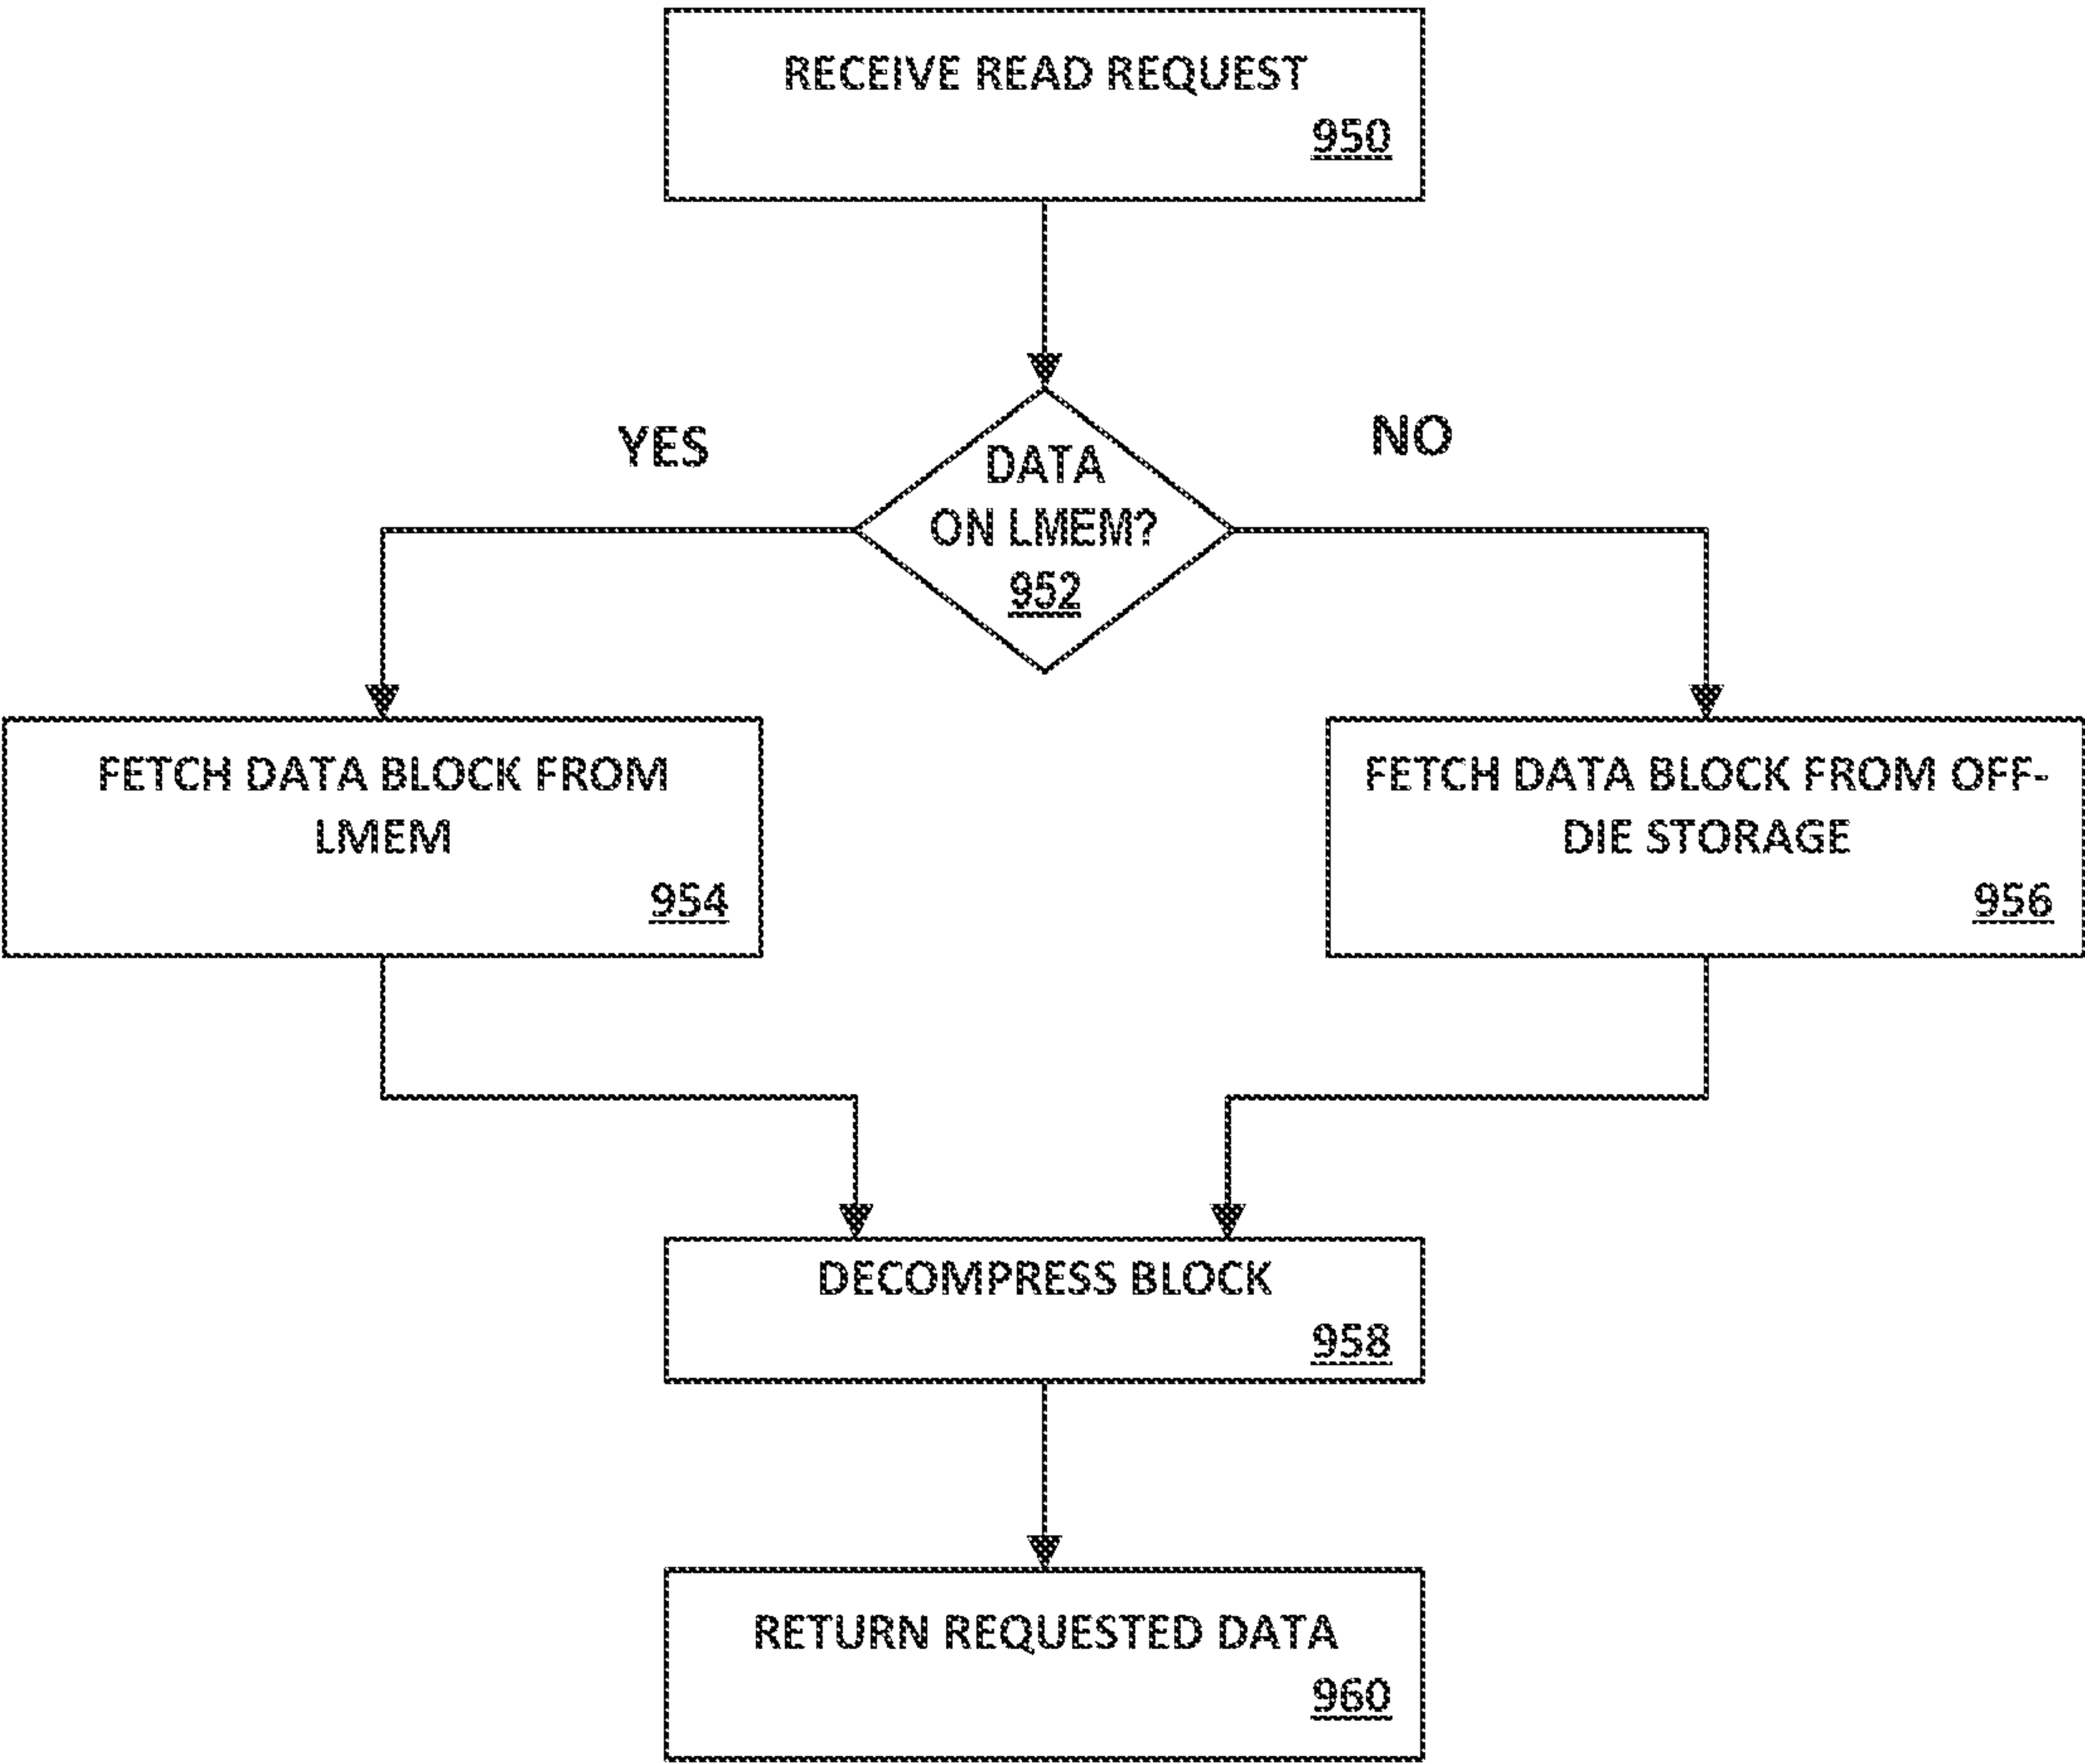 RECEIVE READ REQUEST
950
YES
NO
DATA
ON LMEM?
952
FETCH DATA BLOCK FROM
LMEM
954
FETCH DATA BLOCK FROM OFF-
DIE STORAGE
956
DECOMPRESS BLOCK
958
RETURN REQUESTED DATA
960